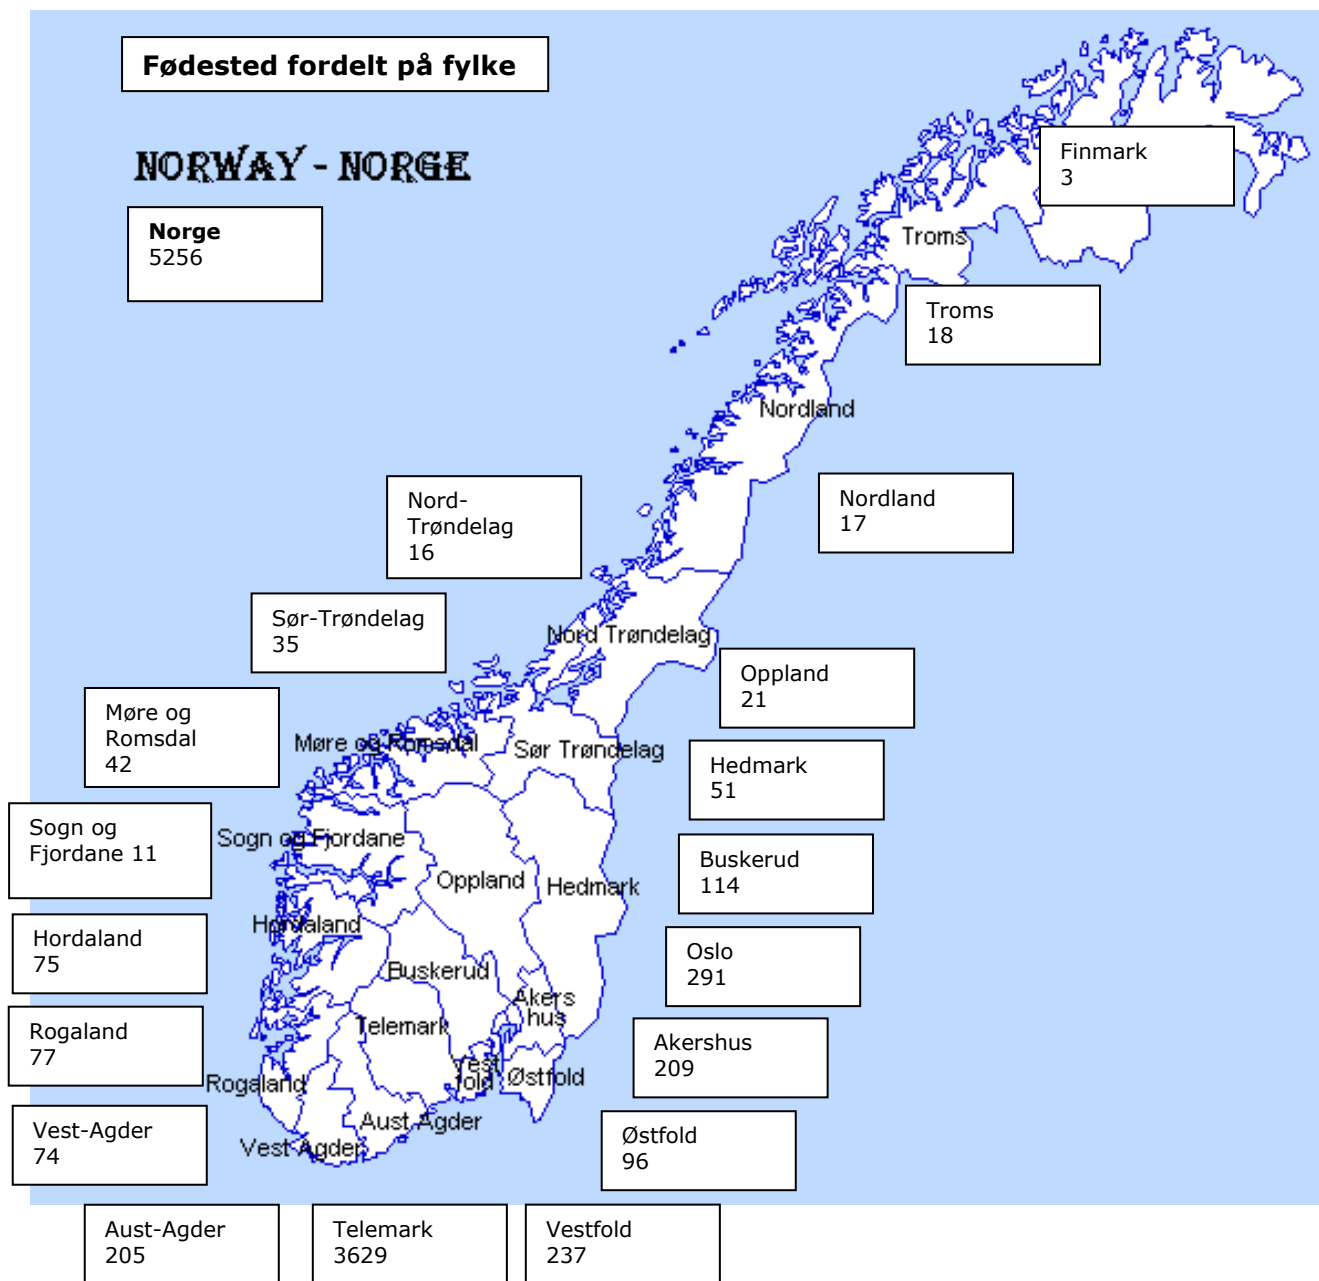 Fødested fordelt på fylke
NORWAY - NORGE
Norge
5256
Finmark
3
Troms
Troms
18
Nordland
Nordland
17
Nord-
Trøndelag
16
Sør-Trøndelag
35
Nord Trøndelag
Oppland
21
Møre og
Romsdal
42
Møre og Romsdal
Sør Trøndelag
Hedmark
51
Sogn og
Fjordane 11
Sogn og Fjordane
Oppland
Hedmark
Buskerud
114
Hordaland
75
Hordaland
Buskerud
Oslo
291
Akers
hus
Rogaland
77
Telemark
Akershus
209
Vest
fold
Østfold
Rogaland
Vest-Agder
74
Aust Agder
Vest Agder
Østfold
96
Aust-Agder
205
Telemark
3629
Vestfold
237